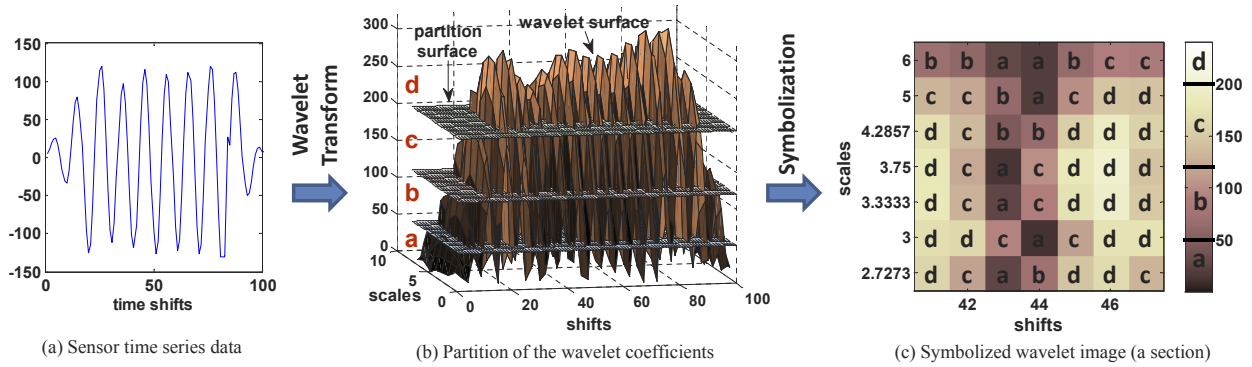 150
100
50
0
-50
-100
-150
0
50
100
time shifts
(a) Sensor time series data
Wavelet
Transform
300
250
200
150
100
50
0
partition
surface
wavelet surface
d
c
b
a
10
5
0
scales
0
20
40
60
80
100
shifts
(b) Partition of the wavelet coefficients
Symbolization
scales
6 b b a a b c c
5 c c b a c d d
4.2857 d c b b d d d
3.75 d c a c d d d
3.3333 d c a c d d d
3 d d c a c d d
2.7273 d c a b d d c
42 44 46
shifts
d
200
c
150
100
b
50
a
(c) Symbolized wavelet image (a section)